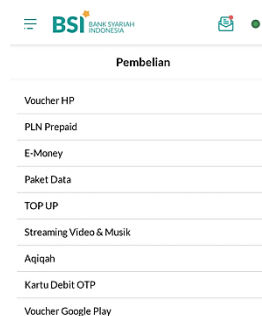 BSI BANK SYARIAH
INDONESIA
Pembelian
Voucher HP
PLN Prepaid
E-Money
Paket Data
TOP UP
Streaming Video & Musik
Aqiqah
Kartu Debit OTP
Voucher Google Play